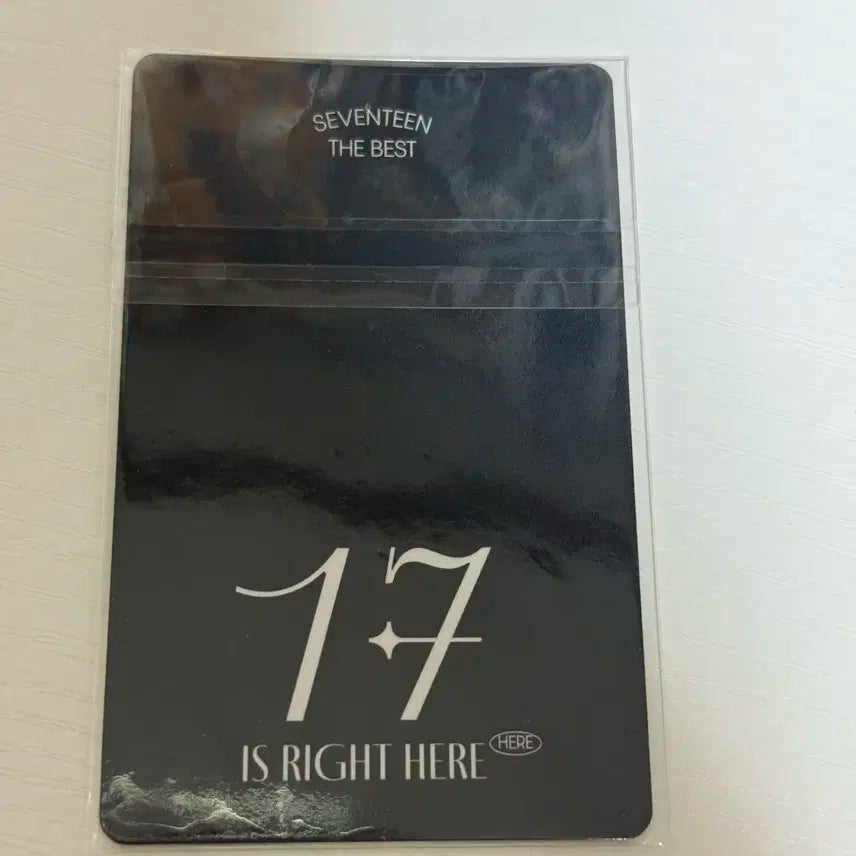 SEVENTEEN
THE BEST
17
IS RIGHT HERE HERE